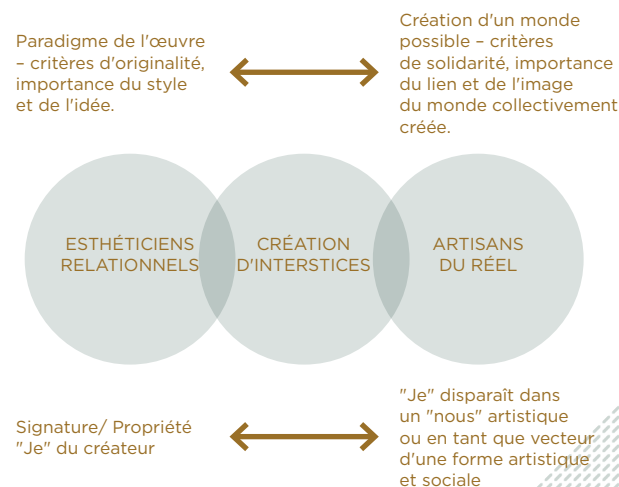 Paradigme de l'œuvre
– critères d'originalité,
importance du style
et de l'idée.
Création d'un monde
possible – critères
de solidarité, importance
du lien et de l'image
du monde collectivement
créée.
ESTHÉTICIENS
RELATIONNELS
CRÉATION
D'INTERSTICES
ARTISANS
DU RÉEL
Signature/ Propriété
"Je" du créateur
"Je" disparaît dans
un "nous" artistique
ou en tant que vecteur
d'une forme artistique
et sociale